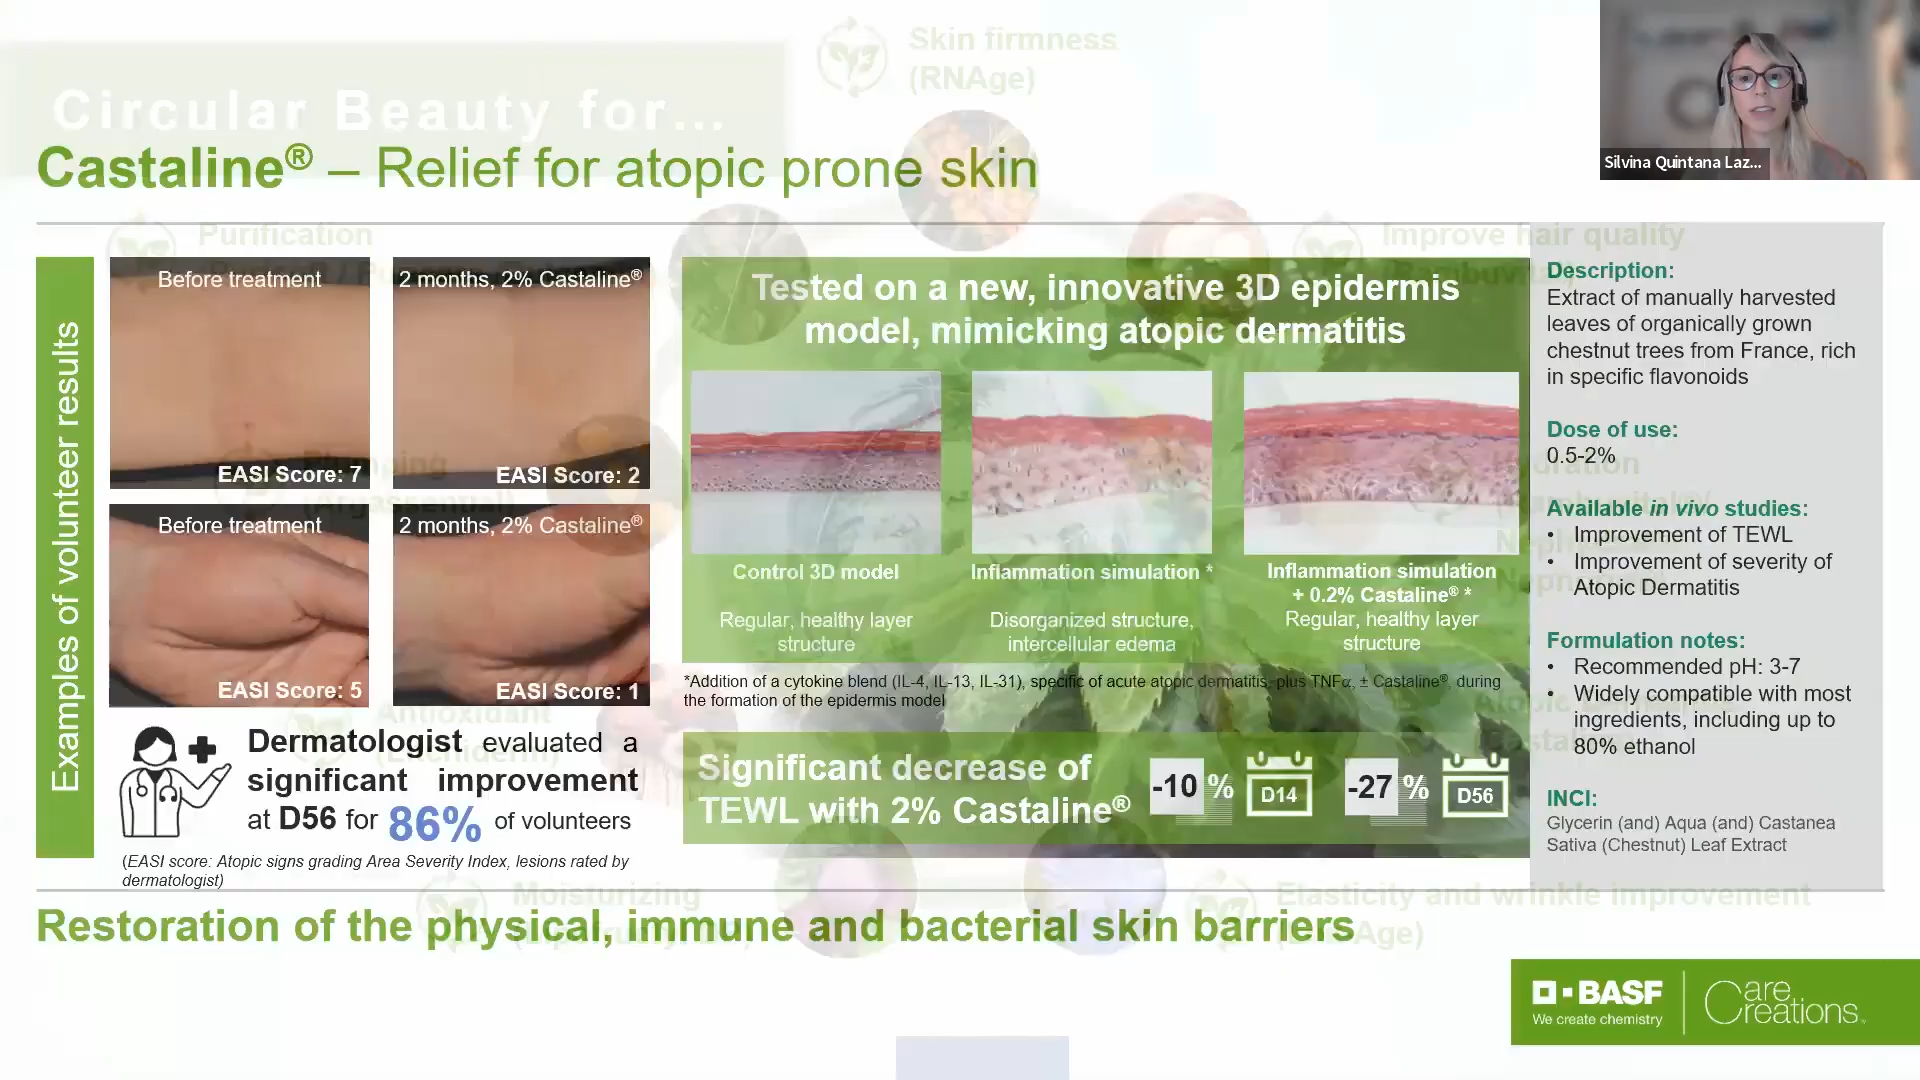 Skin firmness
(RNAge)
Circular Beauty for...
Castaline® – Relief for atopic prone skin
Silvina Quintana Laz...
Purification
Improve hair quality
Examples of volunteer results
Before treatment
EASI Score: 7
2 months, 2% Castaline®
EASI Score: 2
Before treatment
EASI Score: 5
2 months, 2% Castaline®
EASI Score: 1
Dermatologist evaluated a
significant improvement
at D56 for 86% of volunteers
(EASI score: Atopic signs grading Area Severity Index, lesions rated by
dermatologist)
Tested on a new, innovative 3D epidermis
model, mimicking atopic dermatitis
Control 3D model
Regular, healthy layer
structure
Inflammation simulation *
Disorganized structure,
intercellular edema
Inflammation simulation
+ 0.2% Castaline® *
Regular, healthy layer
structure
*Addition of a cytokine blend (IL-4, IL-13, IL-31), specific of acute atopic dermatitis, plus TNFα, ± Castaline®, during
the formation of the epidermis model
Significant decrease of
TEWL with 2% Castaline®
-10 %
D14
-27 %
D56
Description:
Extract of manually harvested
leaves of organically grown
chestnut trees from France, rich
in specific flavonoids
Dose of use:
0.5-2%
Available in vivo studies:
• Improvement of TEWL
• Improvement of severity of
Atopic Dermatitis
Formulation notes:
• Recommended pH: 3-7
• Widely compatible with most
ingredients, including up to
80% ethanol
INCI:
Glycerin (and) Aqua (and) Castanea
Sativa (Chestnut) Leaf Extract
Antioxidant
Moisturizing
Elasticity and wrinkle improvement
Restoration of the physical, immune and bacterial skin barriers
BASF
We create chemistry
Care
Creations